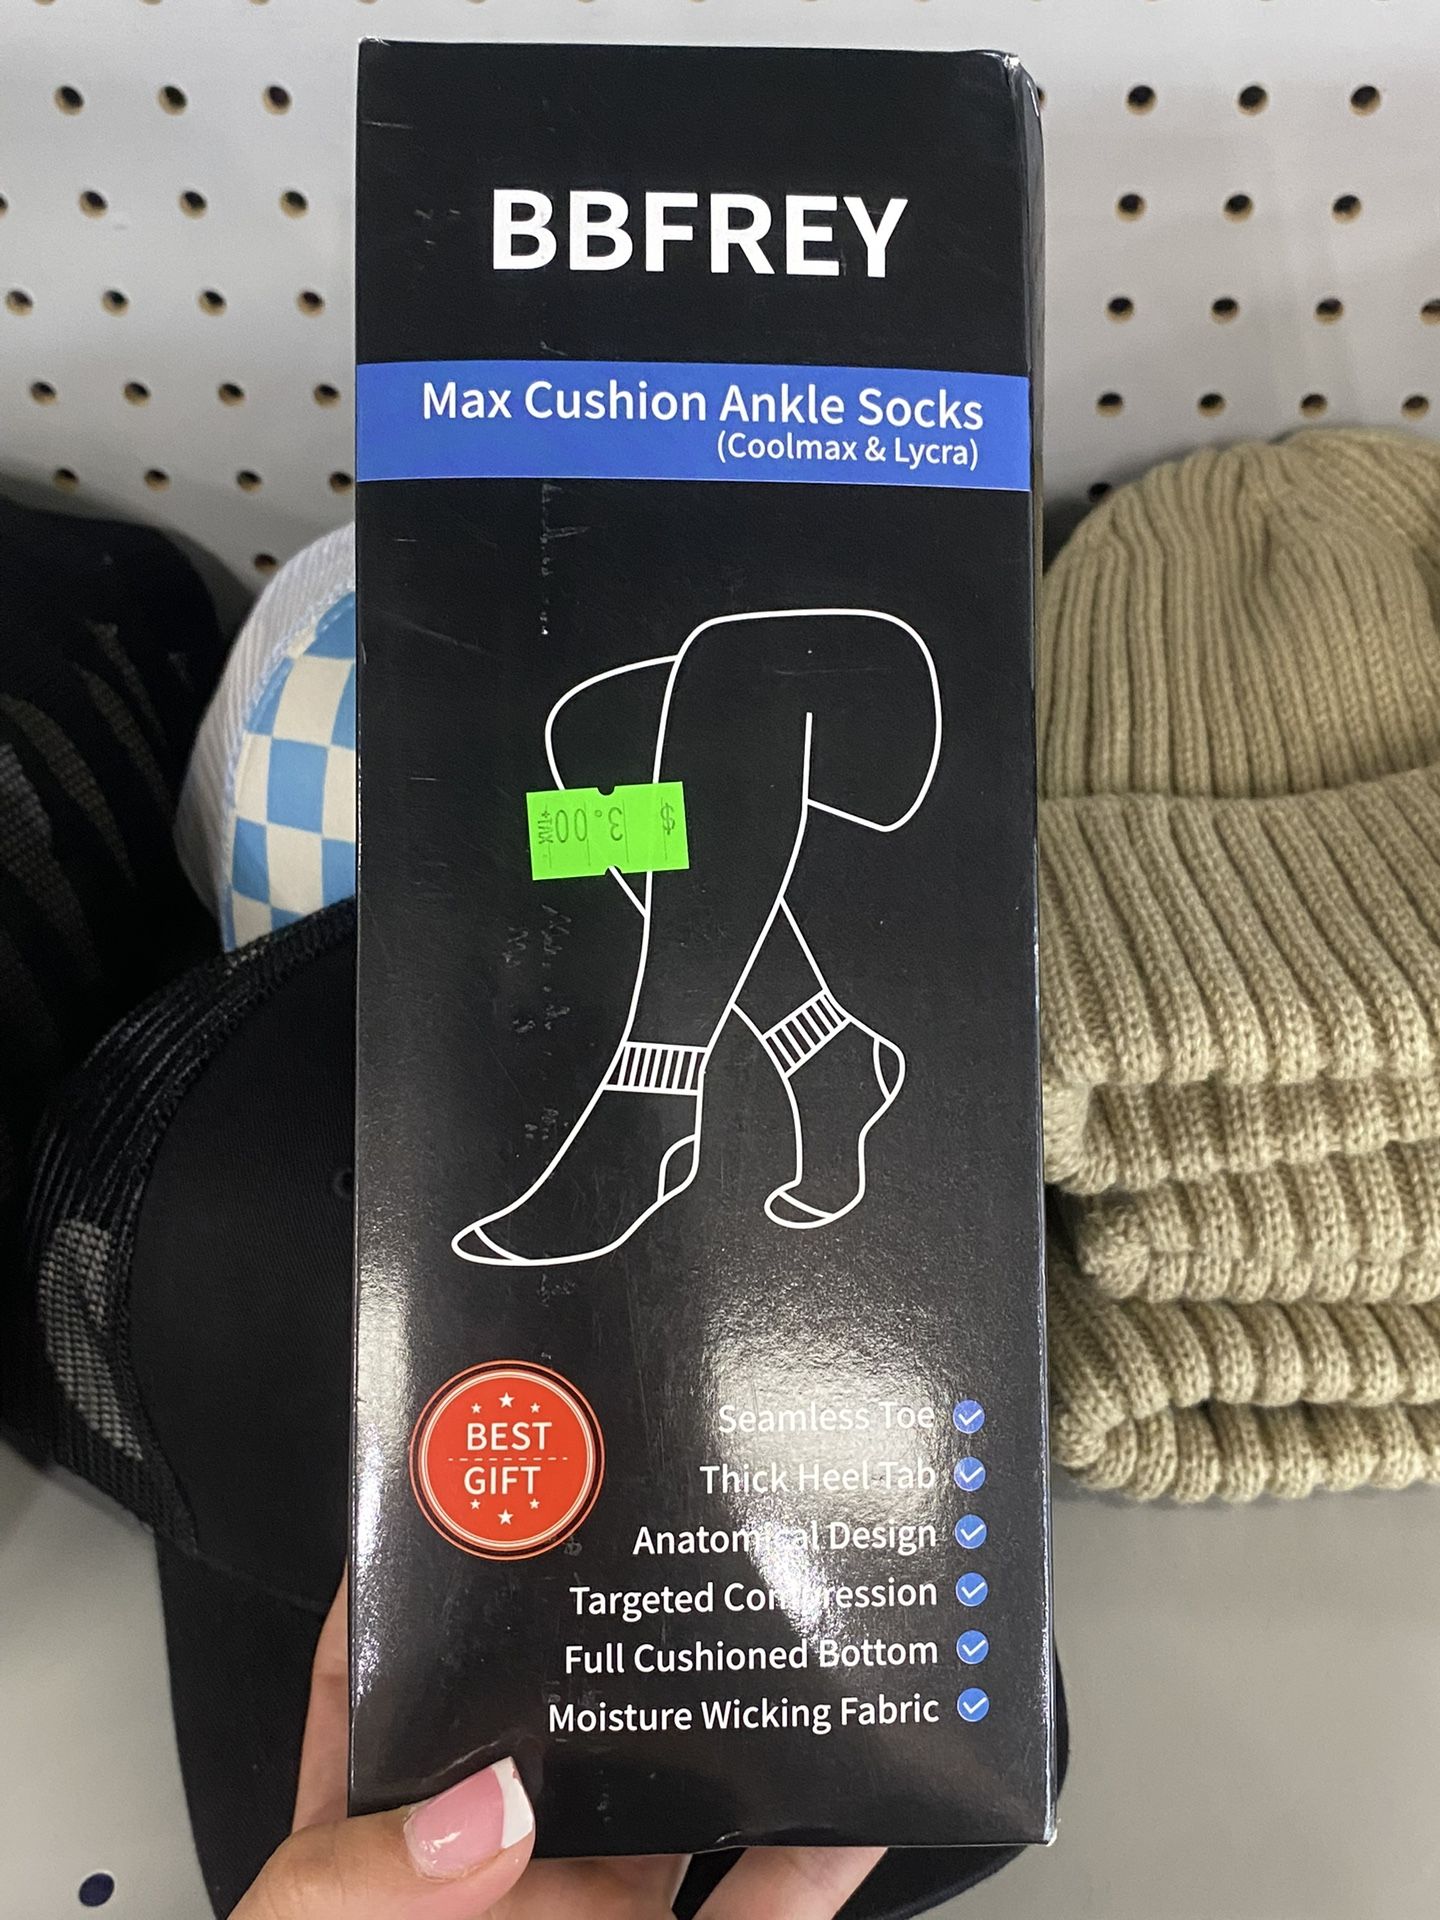 BBFREY
Max Cushion Ankle Socks
(Coolmax & Lycra)
$ 3.00 +TAX
BEST
GIFT
Seamless Toe
Thick Heel Tab
Anatomical Design
Targeted Compression
Full Cushioned Bottom
Moisture Wicking Fabric